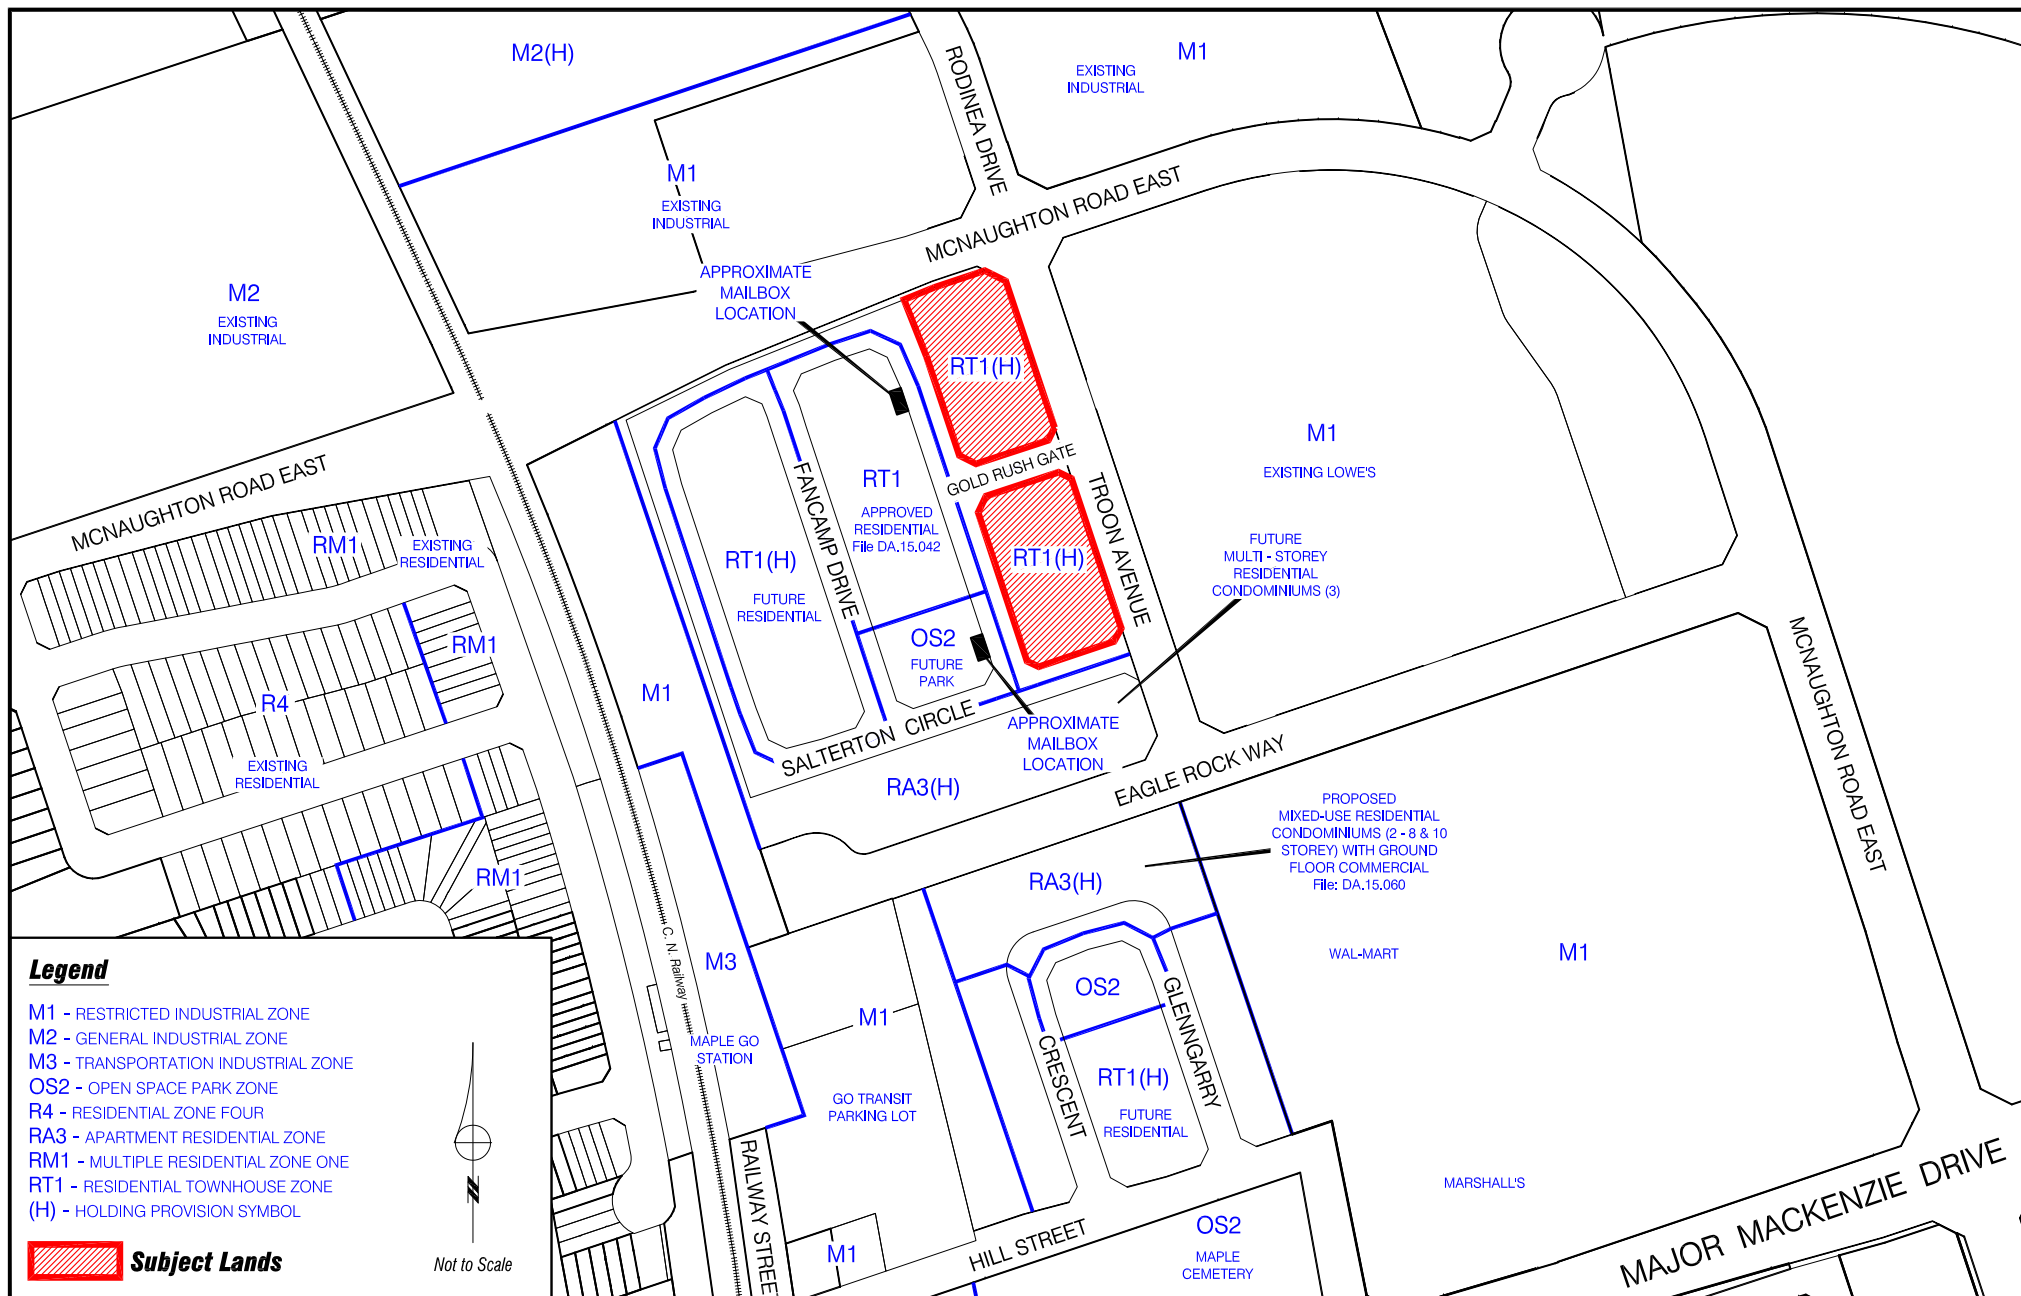 M2(H)
M1
EXISTING
INDUSTRIAL
RODINEA DRIVE
M1
EXISTING
INDUSTRIAL
MCNAUGHTON ROAD EAST
M2
EXISTING
INDUSTRIAL
APPROXIMATE
MAILBOX
LOCATION
RT1(H)
GOLD RUSH GATE
RT1(H)
TROON AVENUE
M1
EXISTING LOWE'S
FUTURE
MULTI - STOREY
RESIDENTIAL
CONDOMINIUMS (3)
RT1
APPROVED
RESIDENTIAL
File DA.15.042
FANCAMP DRIVE
RT1(H)
FUTURE
RESIDENTIAL
OS2
FUTURE
PARK
MCNAUGHTON ROAD EAST
RM1
EXISTING
RESIDENTIAL
RM1
R4
EXISTING
RESIDENTIAL
RM1
M1
SALTERTON CIRCLE
APPROXIMATE
MAILBOX
LOCATION
RA3(H)
EAGLE ROCK WAY
MCNAUGHTON ROAD EAST
PROPOSED
MIXED-USE RESIDENTIAL
CONDOMINIUMS (2 - 8 & 10
STOREY) WITH GROUND
FLOOR COMMERCIAL
File: DA.15.060
RA3(H)
WAL-MART
M1
C. N. Railway
M3
MAPLE GO
STATION
M1
GO TRANSIT
PARKING LOT
OS2
GLENNGARRY
CRESCENT
RT1(H)
FUTURE
RESIDENTIAL
MARSHALL'S
MAJOR MACKENZIE DRIVE
RAILWAY STREET
M1
HILL STREET
OS2
MAPLE
CEMETERY
Legend
M1 - RESTRICTED INDUSTRIAL ZONE
M2 - GENERAL INDUSTRIAL ZONE
M3 - TRANSPORTATION INDUSTRIAL ZONE
OS2 - OPEN SPACE PARK ZONE
R4 - RESIDENTIAL ZONE FOUR
RA3 - APARTMENT RESIDENTIAL ZONE
RM1 - MULTIPLE RESIDENTIAL ZONE ONE
RT1 - RESIDENTIAL TOWNHOUSE ZONE
(H) - HOLDING PROVISION SYMBOL
Subject Lands
Not to Scale